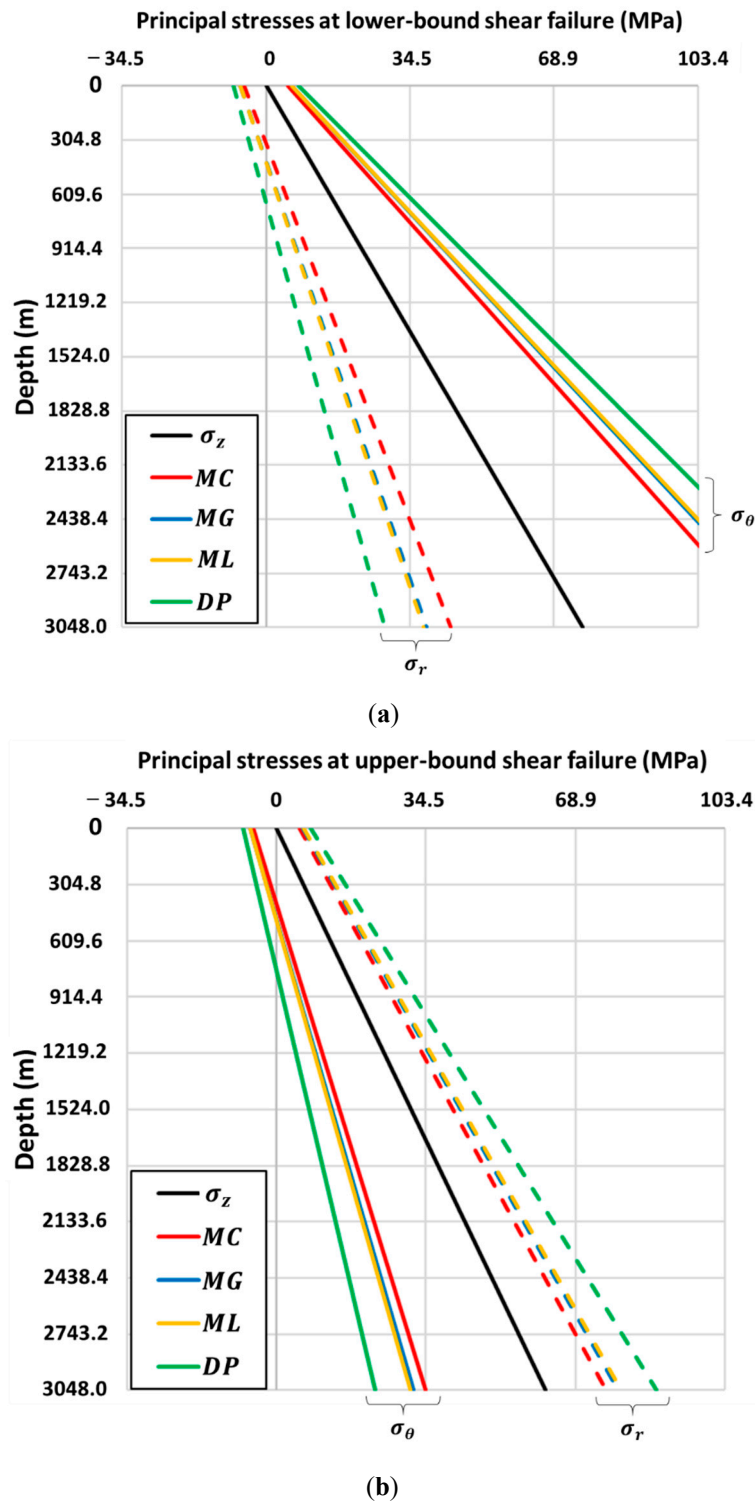 Principal stresses at lower-bound shear failure (MPa)
− 34.5 0 34.5 68.9 103.4
0
304.8
609.6
914.4
1219.2
1524.0
1828.8
2133.6
2438.4
2743.2
3048.0
Depth (m)
σz
MC
MG
ML
DP
σθ
σr
(a)
Principal stresses at upper-bound shear failure (MPa)
− 34.5 0 34.5 68.9 103.4
0
304.8
609.6
914.4
1219.2
1524.0
1828.8
2133.6
2438.4
2743.2
3048.0
Depth (m)
σz
MC
MG
ML
DP
σθ σr
(b)